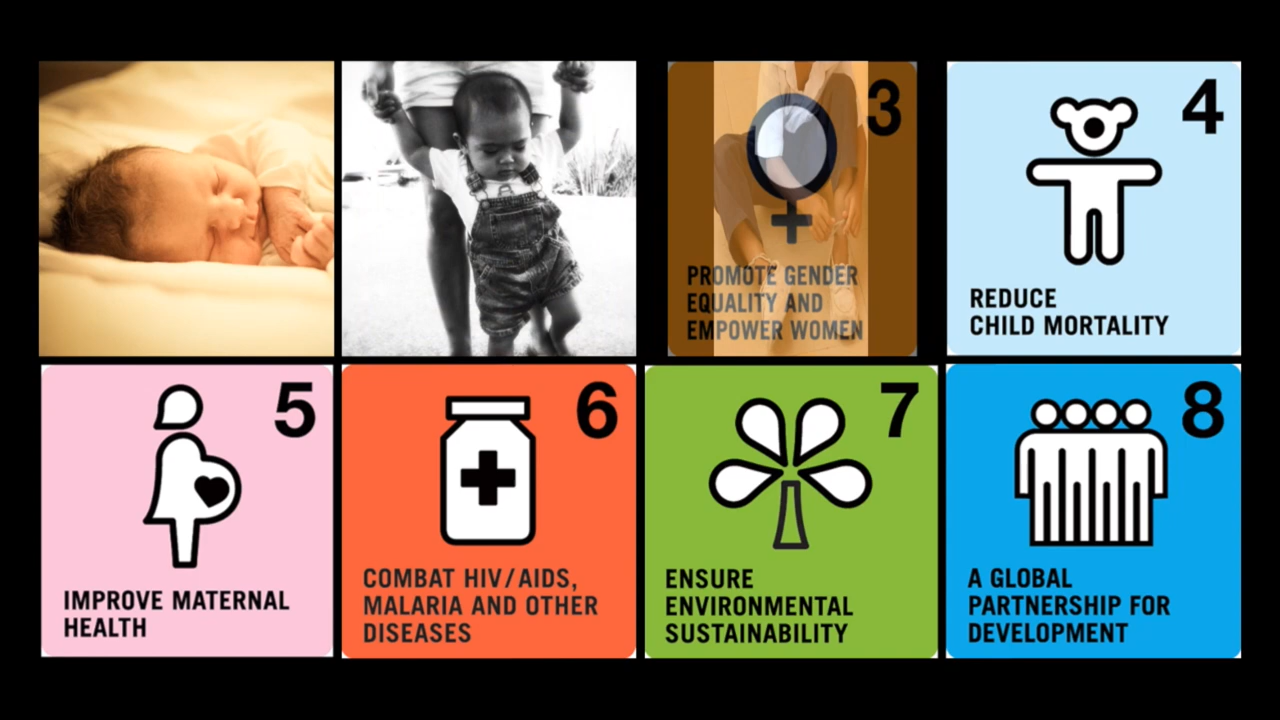 3
PROMOTE GENDER
EQUALITY AND
EMPOWER WOMEN
4
REDUCE
CHILD MORTALITY
5
IMPROVE MATERNAL
HEALTH
6
COMBAT HIV/AIDS,
MALARIA AND OTHER
DISEASES
7
ENSURE
ENVIRONMENTAL
SUSTAINABILITY
8
A GLOBAL
PARTNERSHIP FOR
DEVELOPMENT